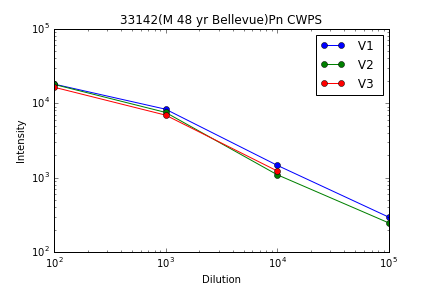 33142(M 48 yr Bellevue)Pn CWPS
10^5
V1
V2
V3
10^4
Intensity
10^3
10^2
10^2 10^3 10^4 10^5
Dilution